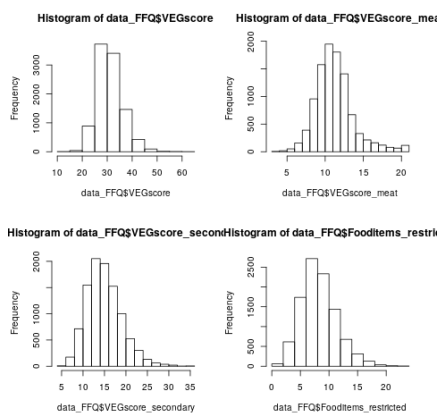 Histogram of data_FFQ$VEGscore
Frequency
0 1000 2000 3000
10 20 30 40 50 60
data_FFQ$VEGscore
Histogram of data_FFQ$VEGscore_mea
Frequency
0 500 1000 2000
5 10 15 20
data_FFQ$VEGscore_meat
Histogram of data_FFQ$VEGscore_second
Frequency
0 500 1000 2000
5 10 15 20 25 30 35
data_FFQ$VEGscore_secondary
Histogram of data_FFQ$Fooditems_restric
Frequency
0 500 1500 2500
0 5 10 15 20
data_FFQ$Fooditems_restricted